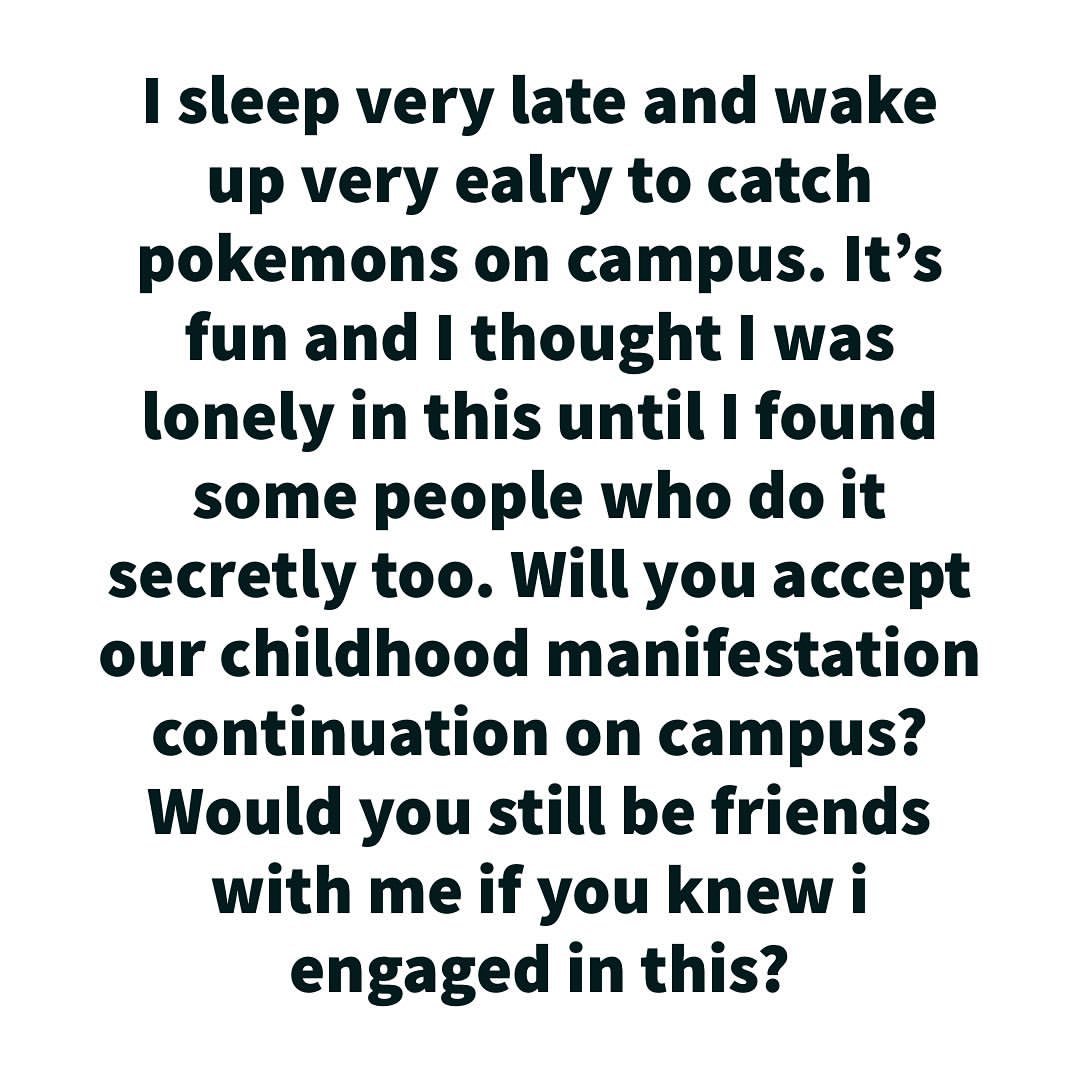 I sleep very late and wake
up very ealry to catch
pokemons on campus. It’s
fun and I thought I was
lonely in this until I found
some people who do it
secretly too. Will you accept
our childhood manifestation
continuation on campus?
Would you still be friends
with me if you knew i
engaged in this?